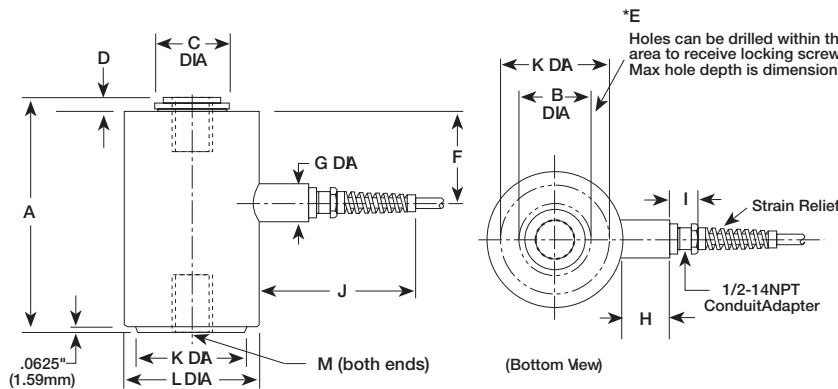 *E
Holes can be drilled within th
area to receive locking screw
Max hole depth is dimension
C
DIA
D
K DIA
B
DIA
F
G DIA
A
I
Strain Relief
J
1/2-14NPT
ConduitAdapter
H
.0625"
(1.59mm)
K DIA
L DIA
M (both ends)
(Bottom View)